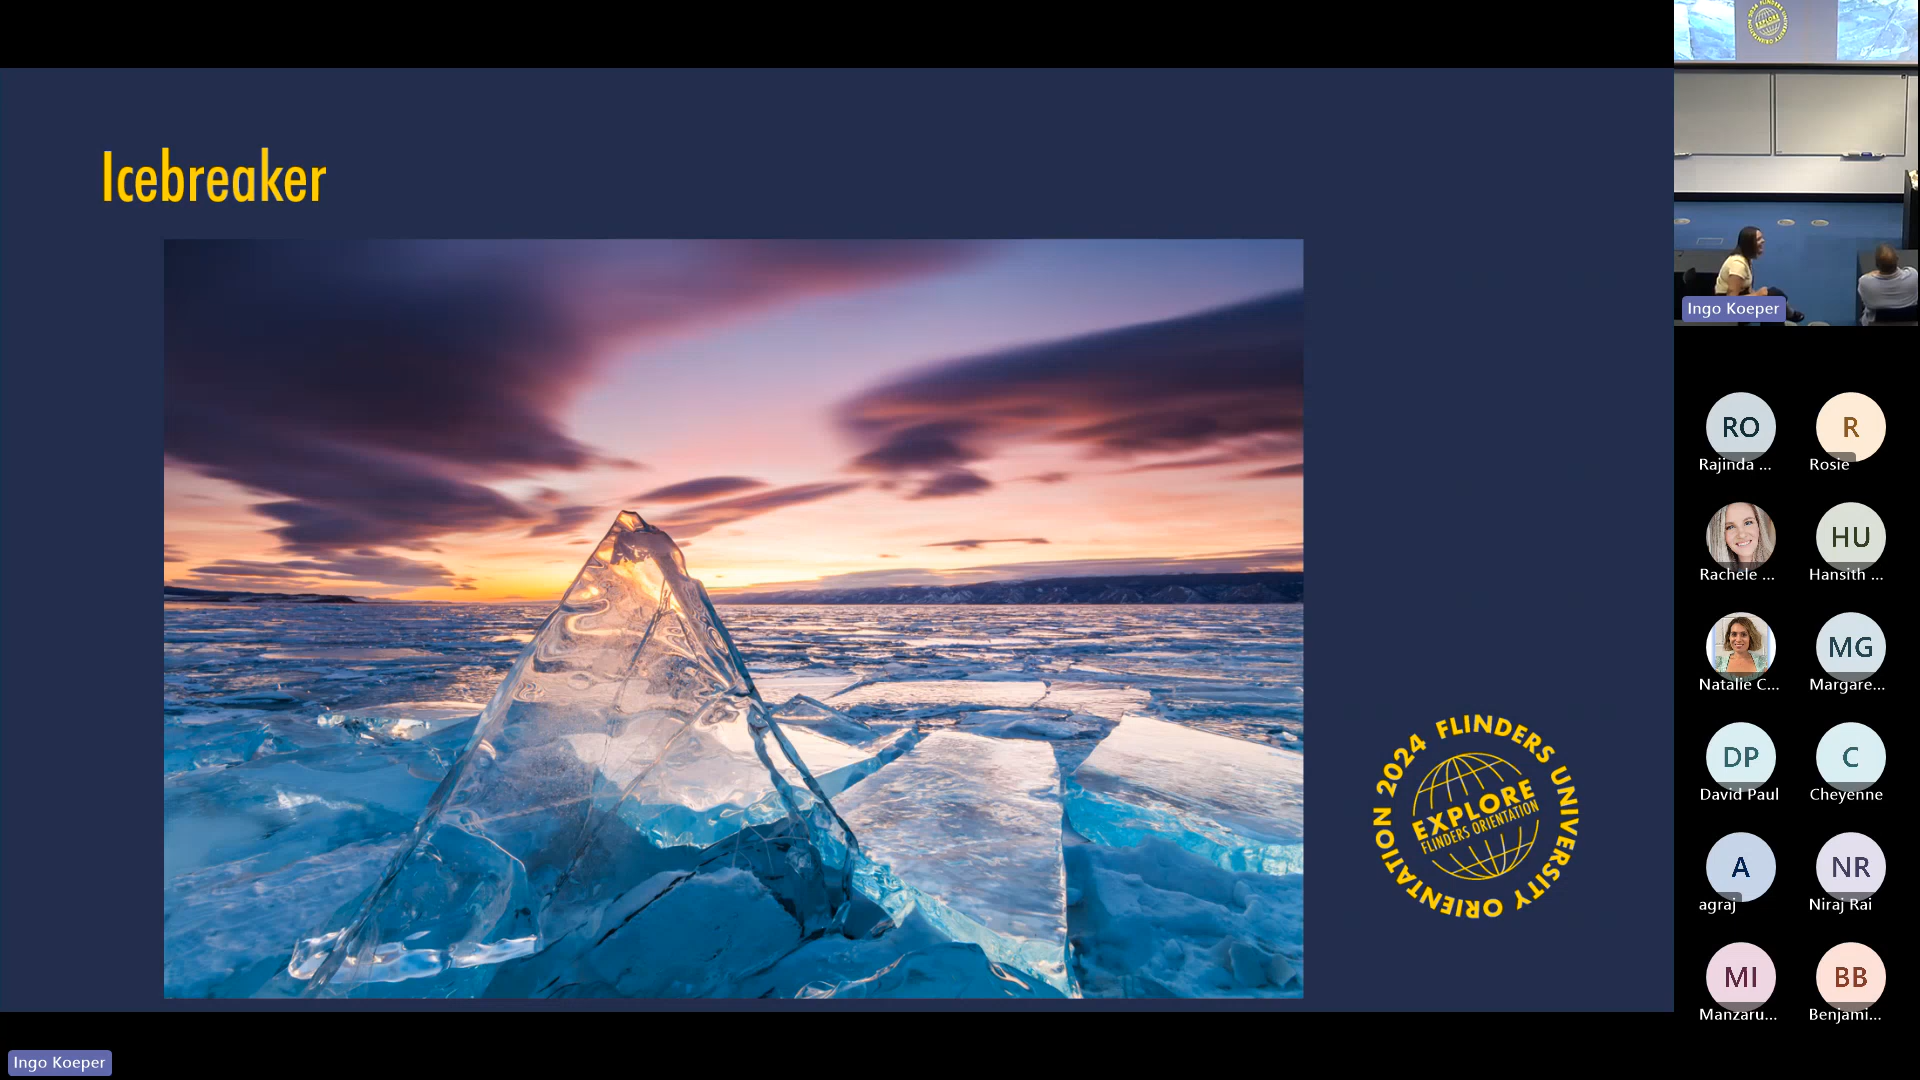 Icebreaker
FLINDERS UNIVERSITY ORIENTATION 2024
EXPLORE
FLINDERS ORIENTATION
Ingo Koeper
RO
Rajinda ...
R
Rosie
Rachele ...
HU
Hansith ...
Natalie C...
MG
Margare...
DP
David Paul
C
Cheyenne
A
agraj
NR
Niraj Rai
MI
Manzaru...
BB
Benjami...
Ingo Koeper